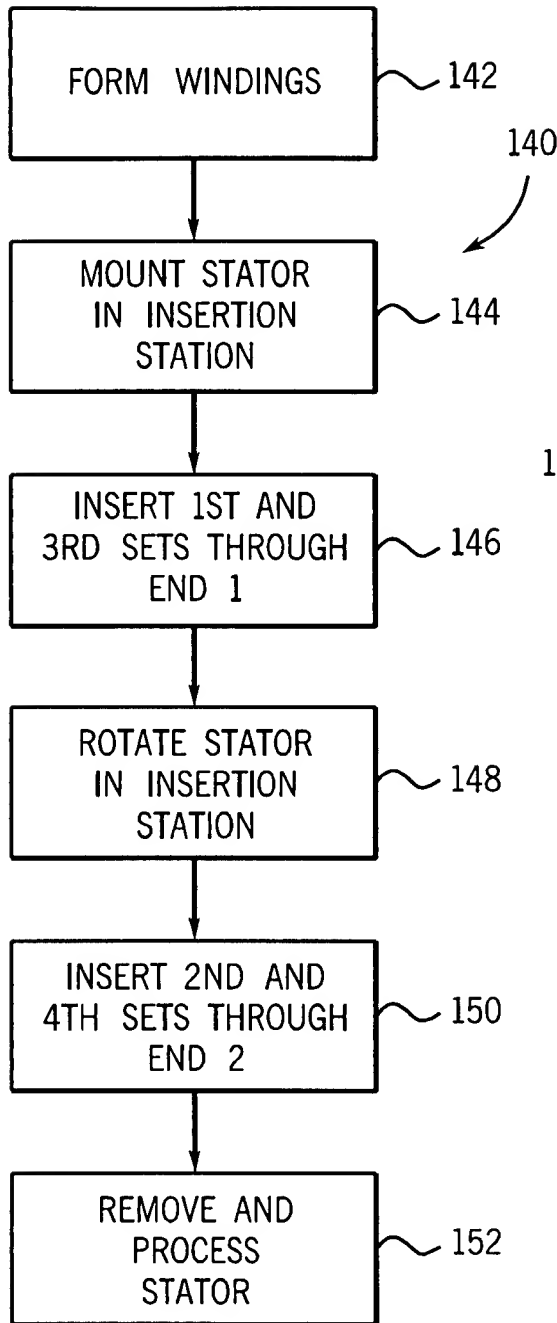 FORM WINDINGS
142
140
MOUNT STATOR
IN INSERTION
STATION
144
1
INSERT 1ST AND
3RD SETS THROUGH
END 1
146
ROTATE STATOR
IN INSERTION
STATION
148
INSERT 2ND AND
4TH SETS THROUGH
END 2
150
REMOVE AND
PROCESS
STATOR
152